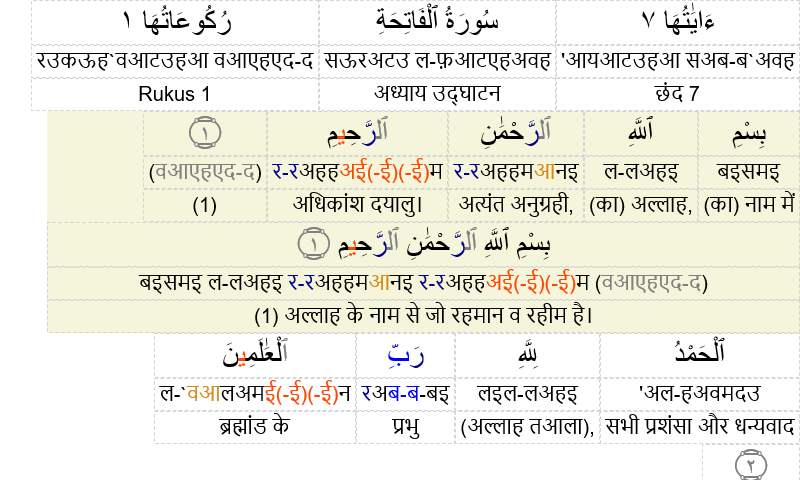 ءَايَٰتُهَا ٧ سُورَةُ ٱلْفَاتِحَةِ رُكُوعَاتُهَا ١
'आयआटउहआ सअब-ब`अवह सऊरअटउ ल-फ़आटएहअवह रउकऊह`वआटउहआ वआएहएद-द
छंद 7 अध्याय उद्घाटन Rukus 1
بِسْمِ ٱللَّهِ ٱلرَّحْمَٰنِ ٱلرَّحِيمِ ١
बइसमइ ल-लअहइ र-रअहहमआनइ र-रअहहअई(-ई)(-ई)म (वआएहएद-द)
(का) नाम में (का) अल्लाह, अत्यंत अनुग्रही, अधिकांश दयालु। (1)
بِسْمِ ٱللَّهِ ٱلرَّحْمَٰنِ ٱلرَّحِيمِ ١
बइसमइ ल-लअहइ र-रअहहमआनइ र-रअहहअई(-ई)(-ई)म (वआएहएद-द)
(1) अल्लाह के नाम से जो रहमान व रहीम है।
ٱلْحَمْدُ لِلَّهِ رَبِّ ٱلْعَٰلَمِينَ
'अल-हअवमदउ लइल-लअहइ रअब-ब-बइ ल-`वआलअमई(-ई)(-ई)न
सभी प्रशंसा और धन्यवाद (अल्लाह तआला), प्रभु ब्रह्मांड के
٢